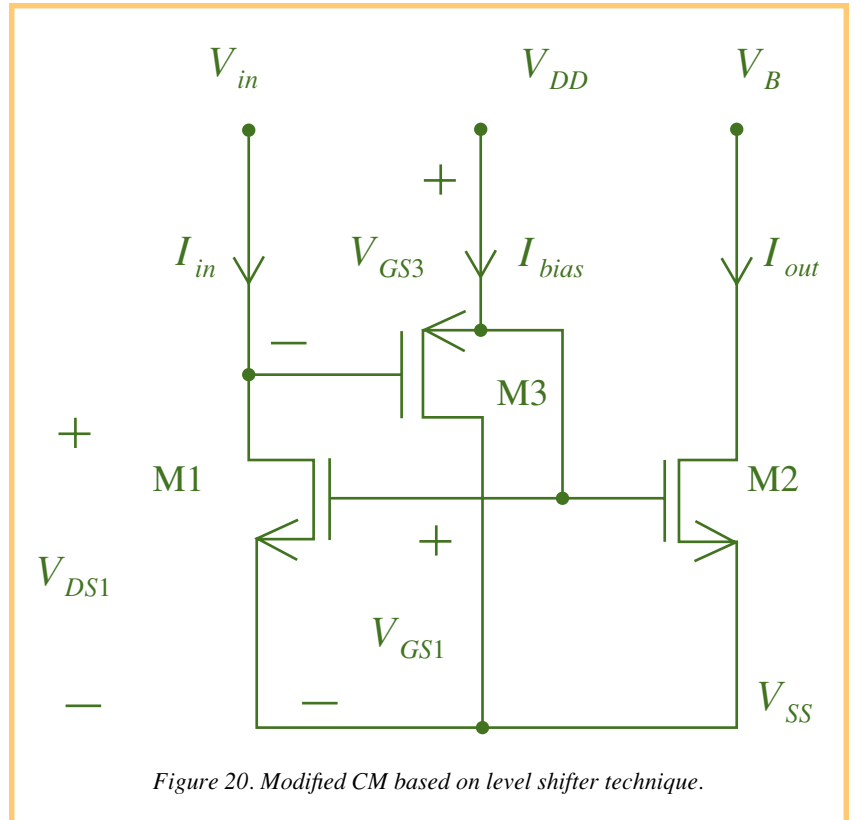 V_in V_DD V_B
+
I_in V_GS3 I_bias I_out
—
M3
+
M1 M2
+
V_DS1
V_GS1
— —
V_SS
Figure 20. Modified CM based on level shifter technique.